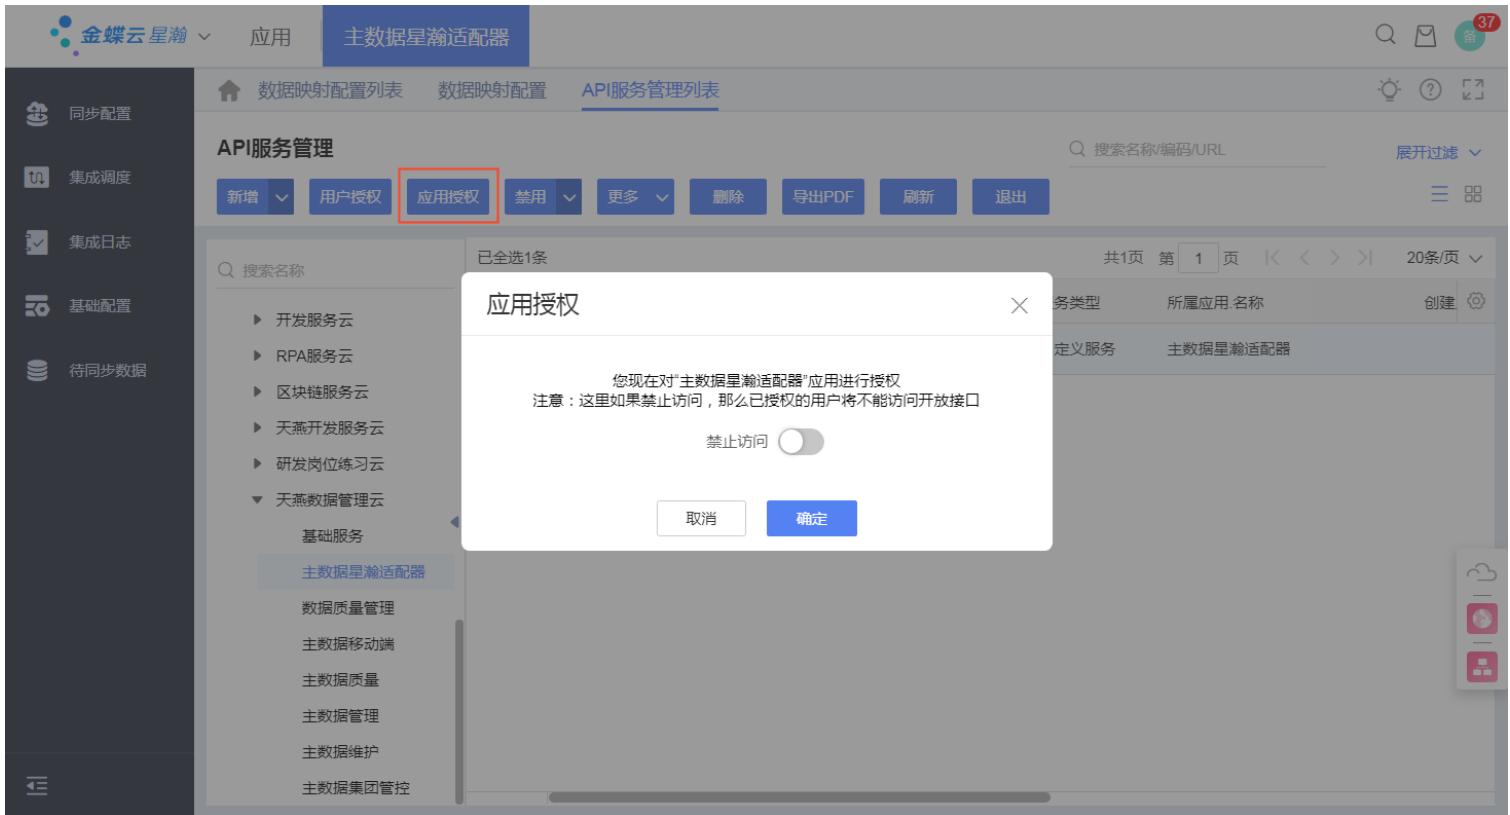 金蝶云 星瀚
应用
主数据星瀚适配器
37
备
同步配置
集成调度
集成日志
基础配置
待同步数据
数据映射配置列表
数据映射配置
API服务管理列表
API服务管理
搜索名称/编码/URL
展开过滤
新增
用户授权
应用授权
禁用
更多
删除
导出PDF
刷新
退出
搜索名称
开发服务云
RPA服务云
区块链服务云
天燕开发服务云
研发岗位练习云
天燕数据管理云
基础服务
主数据星瀚适配器
数据质量管理
主数据移动端
主数据质量
主数据管理
主数据维护
主数据集团管控
已全选1条
共1页 第 1 页
20条/页
务类型
所属应用.名称
创建
定义服务
主数据星瀚适配器
应用授权
您现在对“主数据星瀚适配器”应用进行授权
注意：这里如果禁止访问，那么已授权的用户将不能访问开放接口
禁止访问
取消
确定